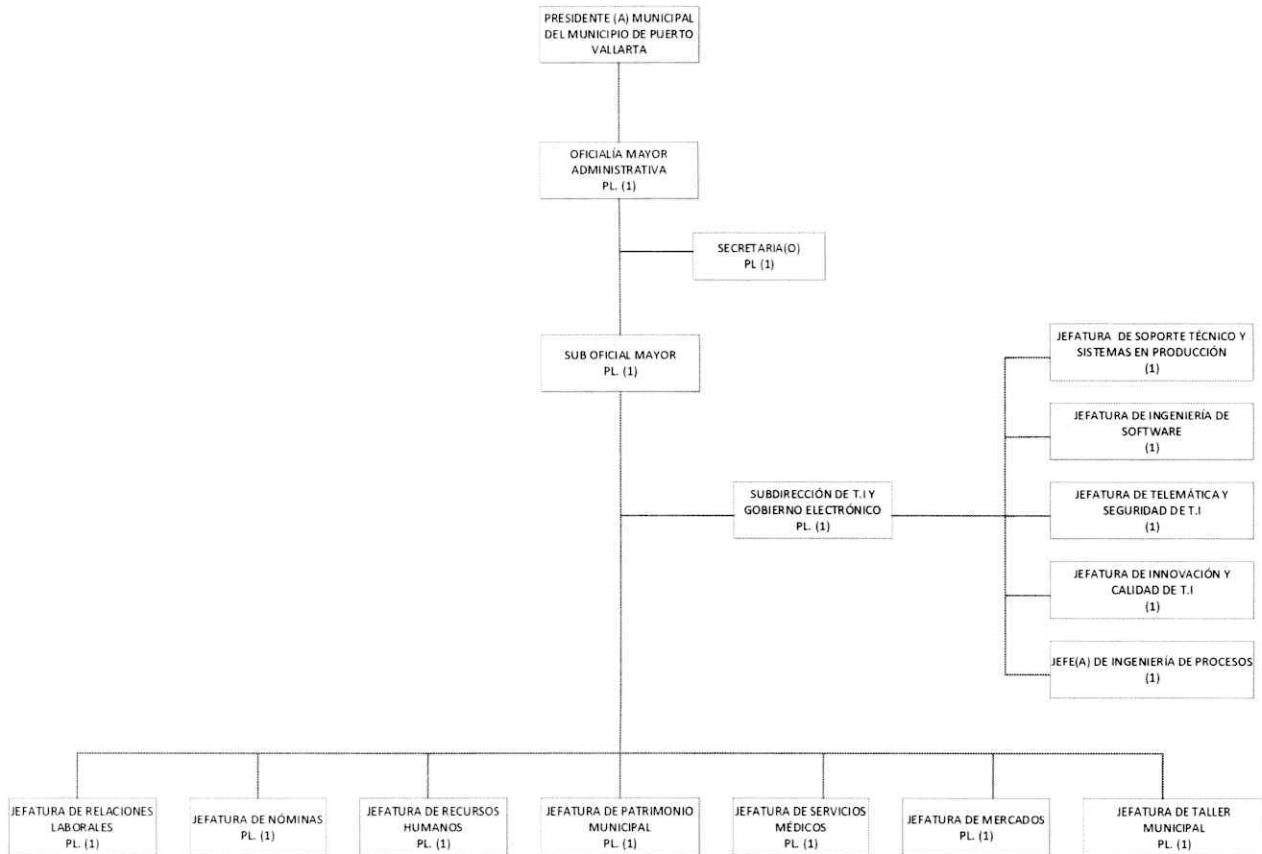 PRESIDENTE (A) MUNICIPAL
DEL MUNICIPIO DE PUERTO
VALLARTA
OFICIALÍA MAYOR
ADMINISTRATIVA
PL. (1)
SECRETARIA(O)
PL (1)
SUB OFICIAL MAYOR
PL. (1)
JEFATURA DE SOPORTE TÉCNICO Y
SISTEMAS EN PRODUCCIÓN
(1)
JEFATURA DE INGENIERÍA DE
SOFTWARE
(1)
SUBDIRECCIÓN DE T.I Y
GOBIERNO ELECTRÓNICO
PL. (1)
JEFATURA DE TELEMÁTICA Y
SEGURIDAD DE T.I
(1)
JEFATURA DE INNOVACIÓN Y
CALIDAD DE T.I
(1)
JEFE(A) DE INGENIERÍA DE PROCESOS
(1)
JEFATURA DE RELACIONES
LABORALES
PL. (1)
JEFATURA DE NÓMINAS
PL. (1)
JEFATURA DE RECURSOS
HUMANOS
PL. (1)
JEFATURA DE PATRIMONIO
MUNICIPAL
PL. (1)
JEFATURA DE SERVICIOS
MÉDICOS
PL. (1)
JEFATURA DE MERCADOS
PL. (1)
JEFATURA DE TALLER
MUNICIPAL
PL. (1)